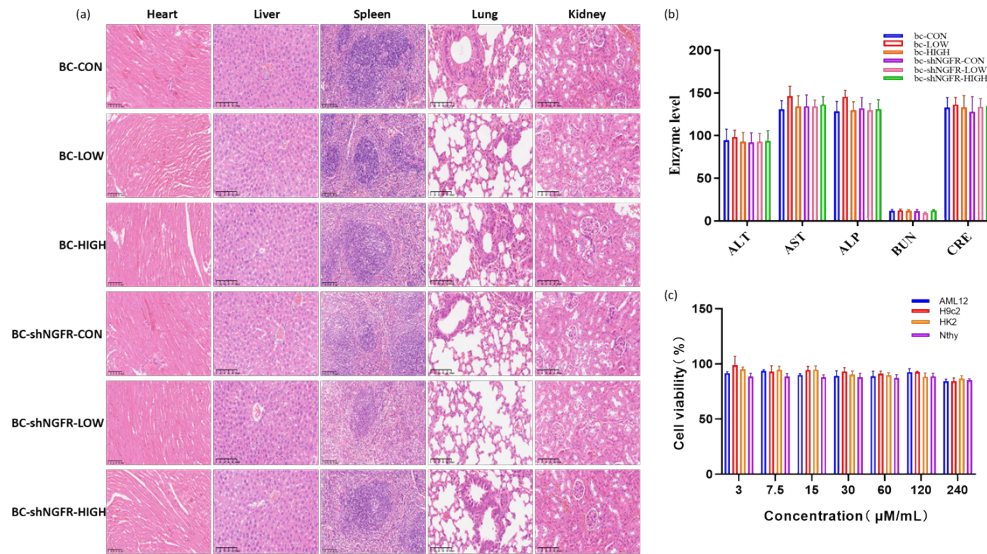 (a)
Heart Liver Spleen Lung Kidney
BC-CON
BC-LOW
BC-HIGH
BC-shNGFR-CON
BC-shNGFR-LOW
BC-shNGFR-HIGH
(b)
bc-CON
bc-LOW
bc-HIGH
bc-shNGFR-CON
bc-shNGFR-LOW
bc-shNGFR-HIGH
Enzyme level
200
150
100
50
0
ALT AST ALP BUN CRE
(c)
AML12
H9c2
HK2
Nthy
Cell viability (%)
150
100
50
0
3 7.5 15 30 60 120 240
Concentration( μM/mL)